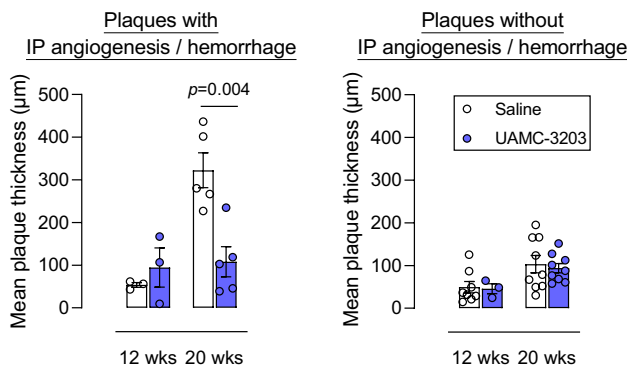 Plaques with
IP angiogenesis / hemorrhage
p=0.004
Mean plaque thickness (µm)
500
400
300
200
100
0
12 wks 20 wks
Plaques without
IP angiogenesis / hemorrhage
Mean plaque thickness (µm)
500
400
300
200
100
0
Saline
UAMC-3203
12 wks 20 wks